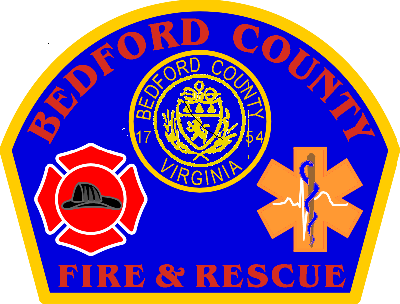 BEDFORD COUNTY
BEDFORD COUNTY
17 54
VIRGINIA
FIRE & RESCUE